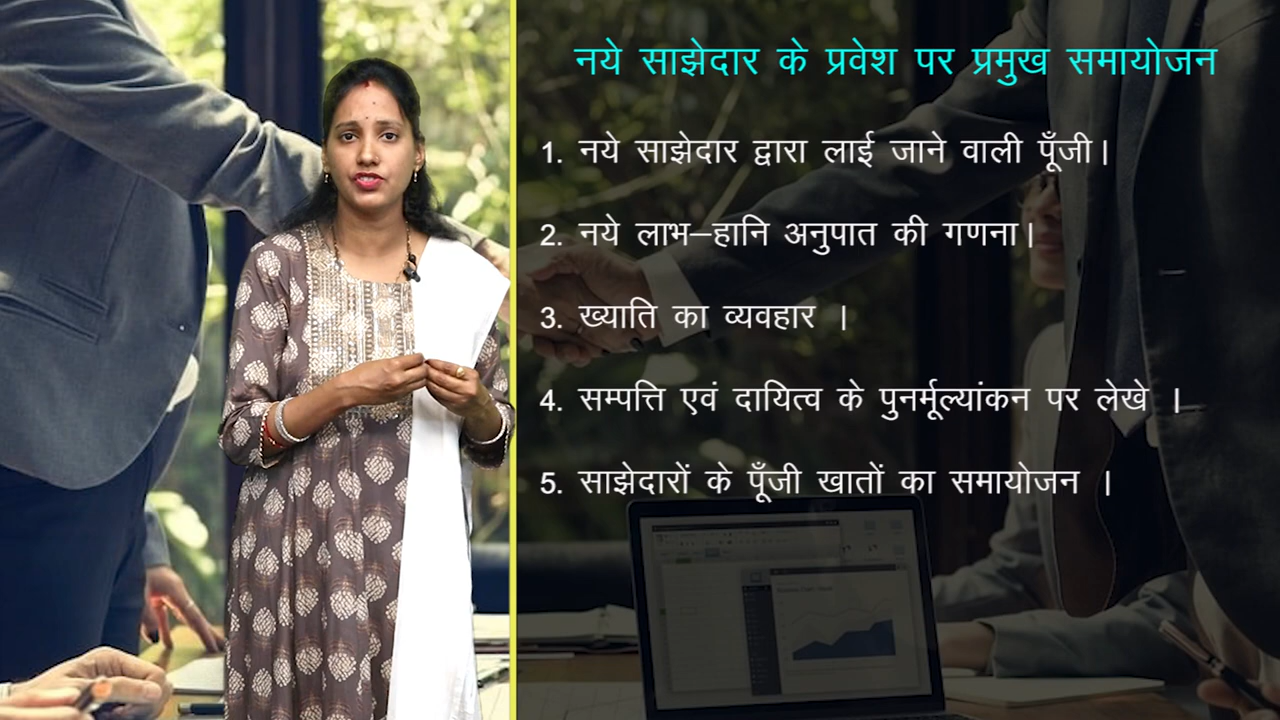 नये साझेदार के प्रवेश पर प्रमुख समायोजन
1. नये साझेदार द्वारा लाई जाने वाली पूँजी।
2. नये लाभ–हानि अनुपात की गणना।
3. ख्याति का व्यवहार ।
4. सम्पत्ति एवं दायित्व के पुनर्मूल्यांकन पर लेखे ।
5. साझेदारों के पूँजी खातों का समायोजन ।